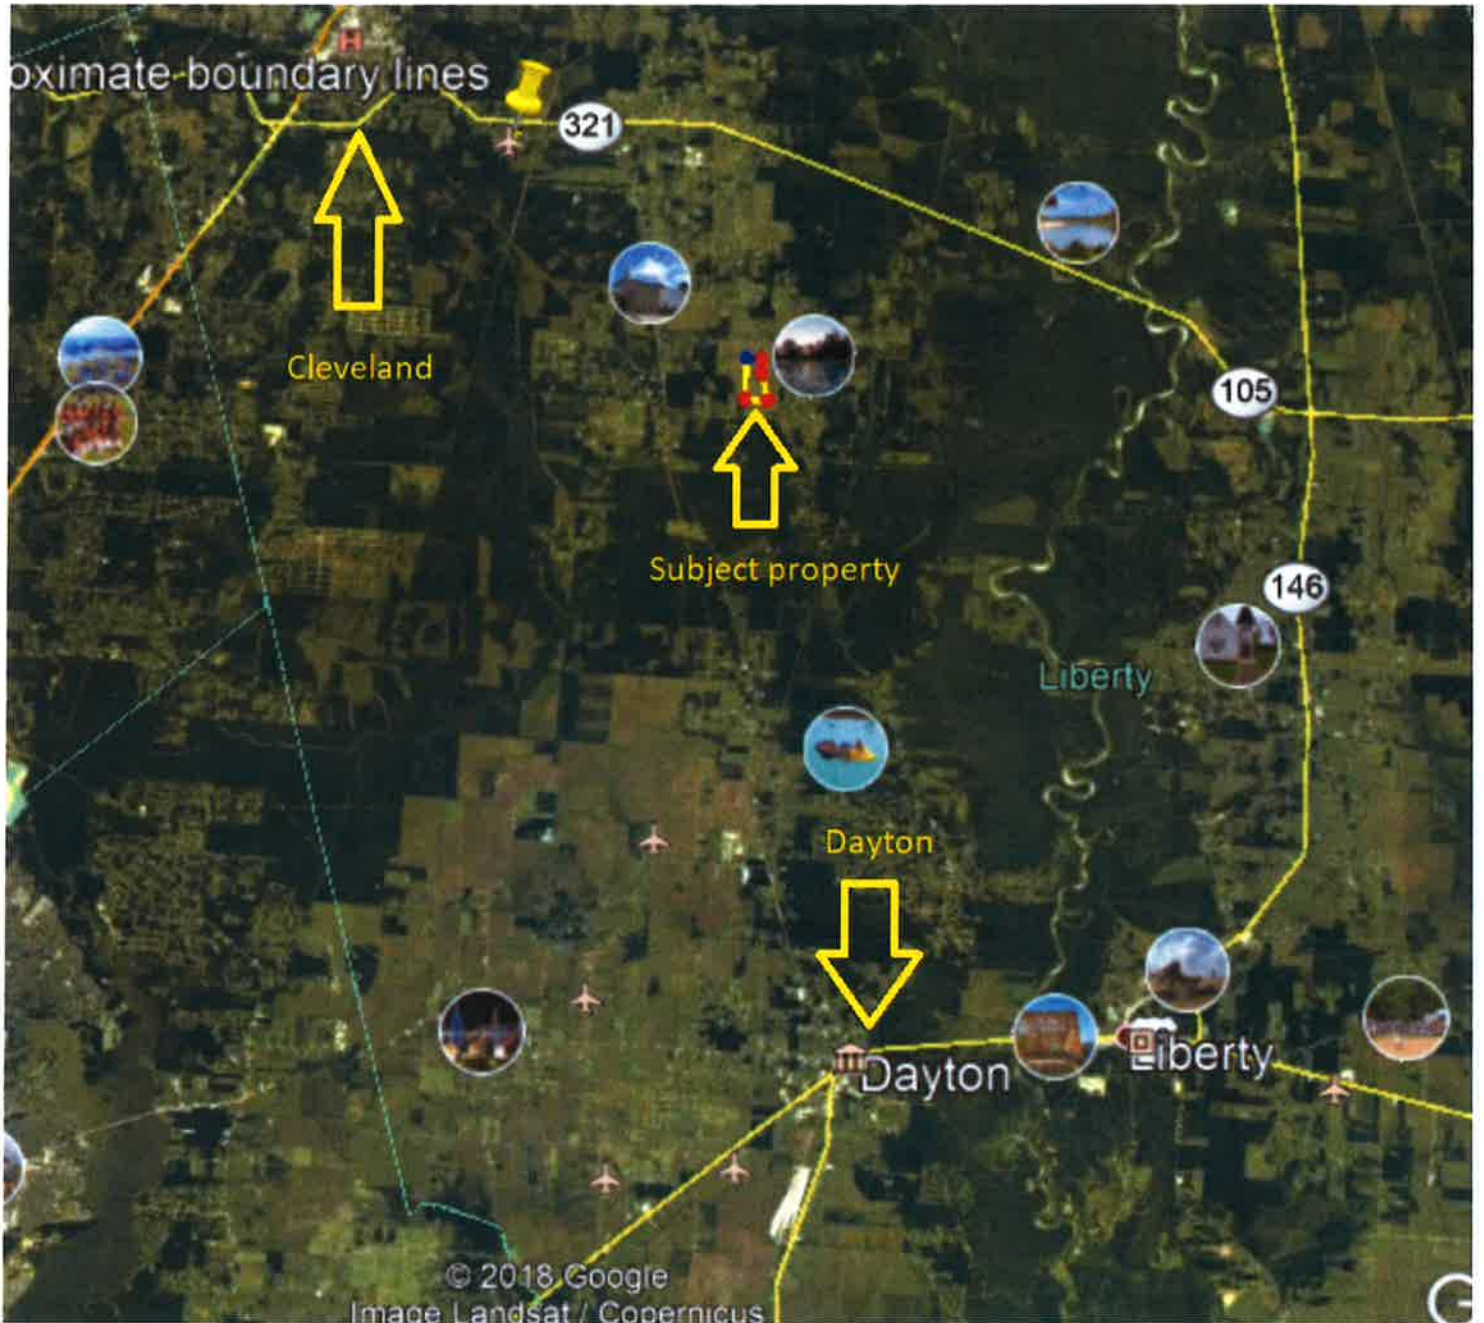 oximate boundary lines
321
Cleveland
105
Subject property
146
Liberty
Dayton
Liberty
Dayton
© 2018 Google
Image Landsat / Copernicus
G